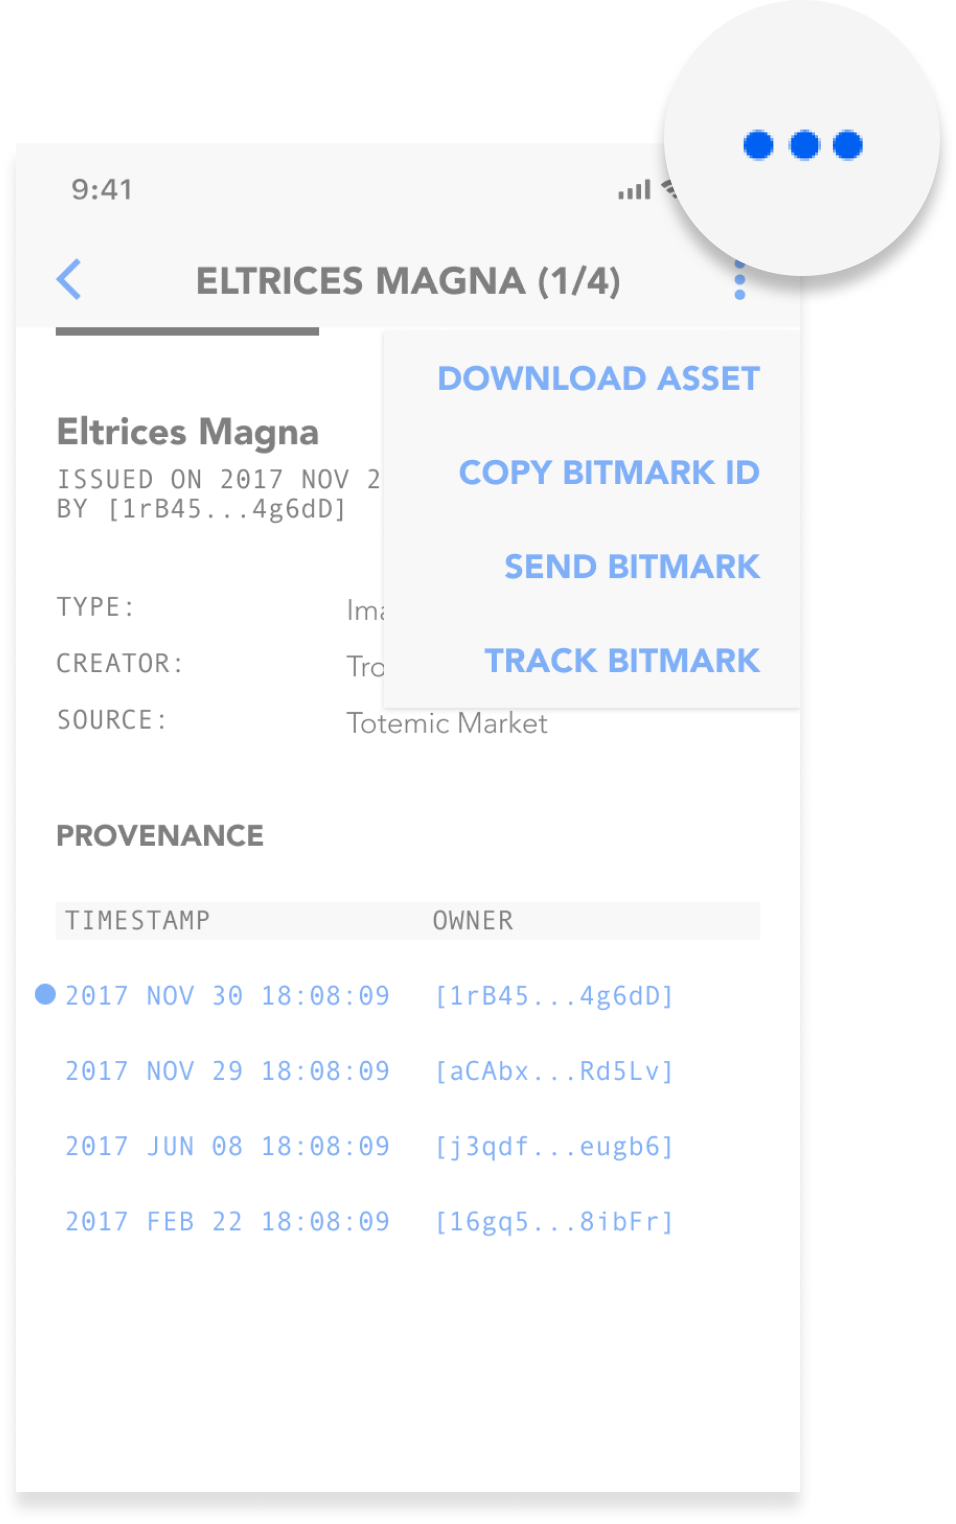 9:41
ELTRICES MAGNA (1/4)
DOWNLOAD ASSET
COPY BITMARK ID
SEND BITMARK
TRACK BITMARK
Eltrices Magna
ISSUED ON 2017 NOV 2
BY [1rB45...4g6dD]
TYPE:
CREATOR:
SOURCE: Totemic Market
PROVENANCE
TIMESTAMP OWNER
2017 NOV 30 18:08:09 [1rB45...4g6dD]
2017 NOV 29 18:08:09 [aCAbx...Rd5Lv]
2017 JUN 08 18:08:09 [j3qdf...eugb6]
2017 FEB 22 18:08:09 [16gq5...8ibFr]